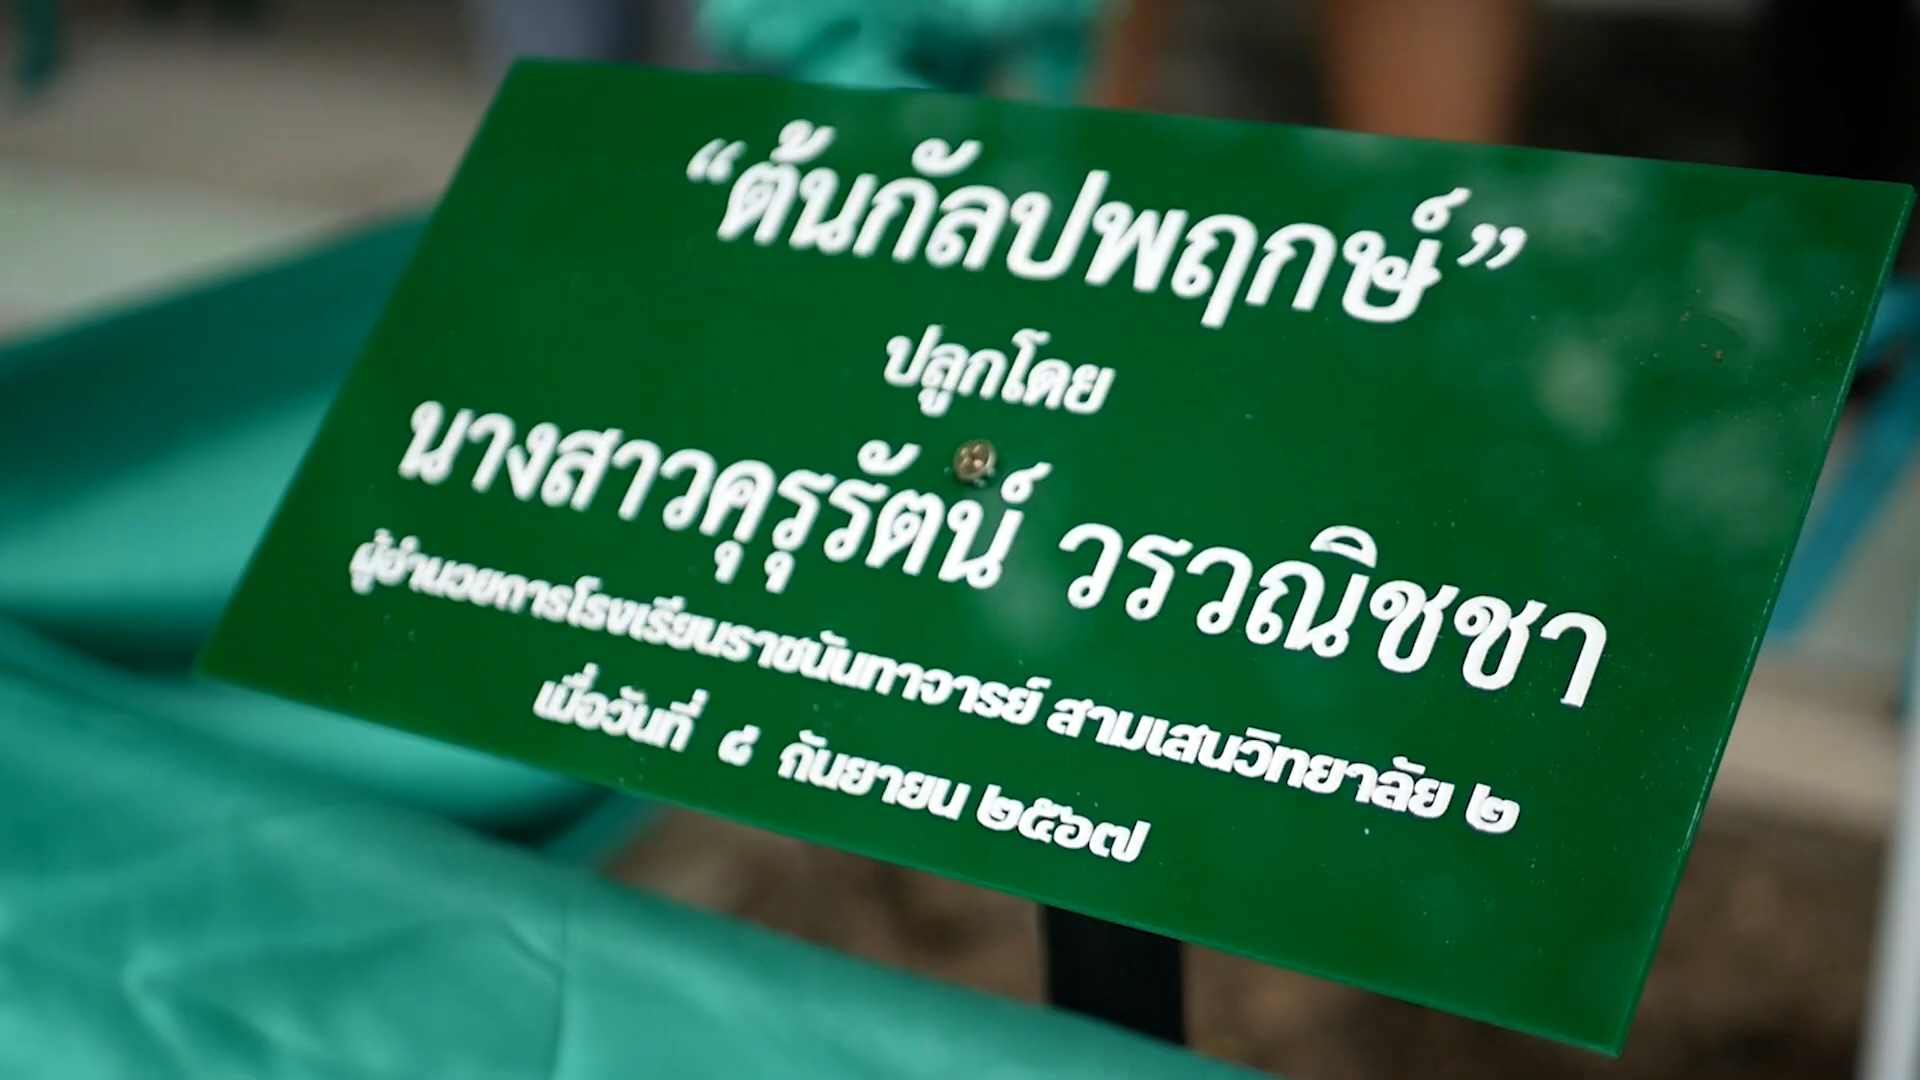 “ต้นกัลปพฤกษ์”
ปลูกโดย
นางสาวคุรุรัตน์ วรวณิชชา
ผู้อำนวยการโรงเรียนราชนันทาจารย์ สามเสนวิทยาลัย ๒
เมื่อวันที่ ๘ กันยายน ๒๕๖๗